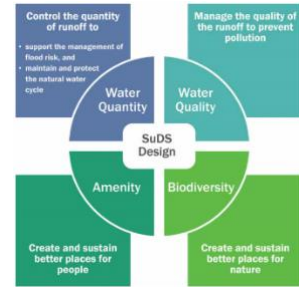 Control the quantity
of runoff to
• support the management of
flood risk, and
• maintain and protect
the natural water
cycle
Manage the quality of
the runoff to prevent
pollution
Water
Quantity
Water
Quality
SuDS
Design
Amenity
Biodiversity
Create and sustain
better places for
people
Create and sustain
better places for
nature